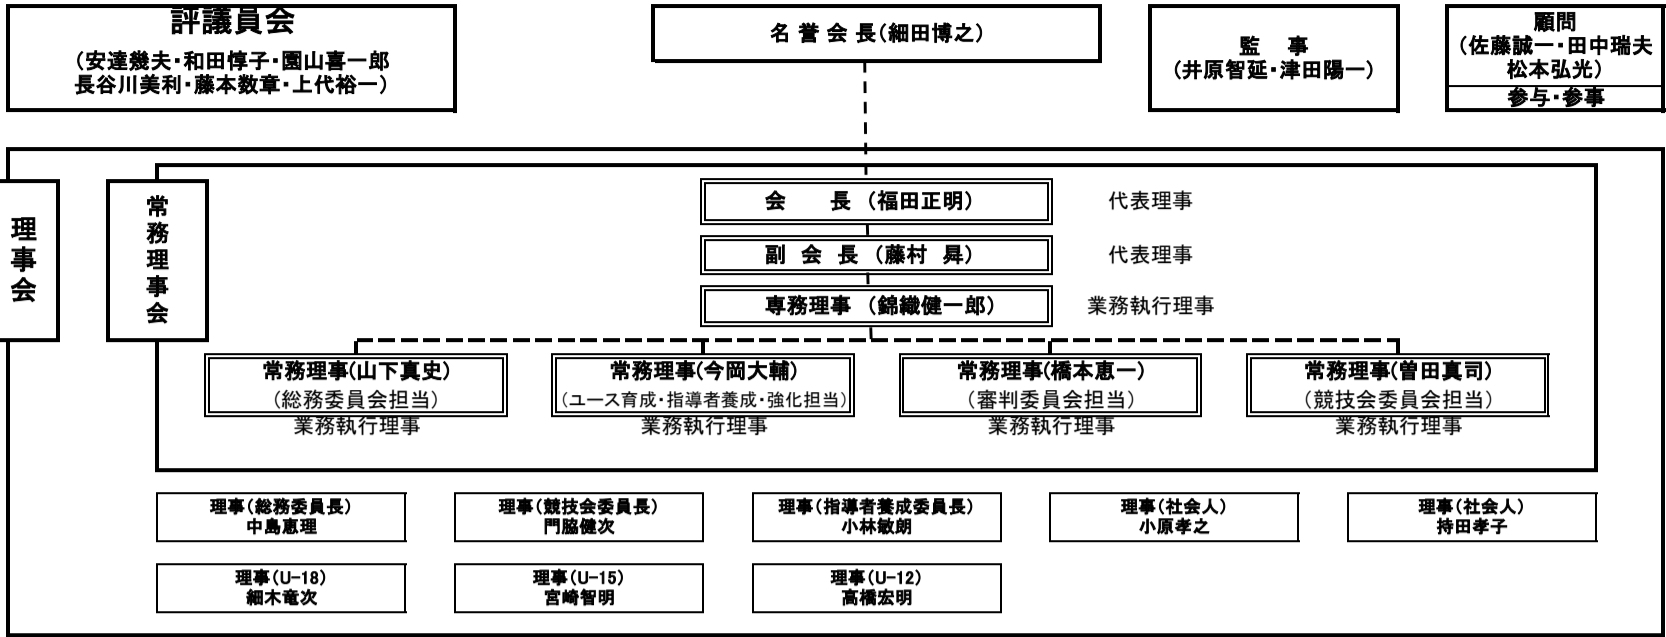 評議員会
（安達幾夫・和田惇子・園山喜一郎
長谷川美利・藤本数章・上代裕一）
名 誉 会 長（細田博之）
監　事
（井原智延・津田陽一）
顧問
（佐藤誠一・田中瑞夫
松本弘光）
参与・参事
理事会
常務理事会
会　　長 （福田正明）
代表理事
副 会 長 （藤村　曻）
代表理事
専務理事 （錦織健一郎）
業務執行理事
常務理事(山下真史）
（総務委員会担当）
業務執行理事
常務理事(今岡大輔）
（ユース育成・指導者養成・強化担当）
業務執行理事
常務理事(橋本恵一）
（審判委員会担当）
業務執行理事
常務理事(曽田真司）
（競技会委員会担当）
業務執行理事
理事（総務委員長）
中島恵理
理事（競技会委員長）
門脇健次
理事（指導者養成委員長）
小林敏朗
理事（社会人）
小原孝之
理事（社会人）
持田孝子
理事（U-18）
細木竜次
理事（U-15）
宮崎智明
理事（U-12）
高橋宏明